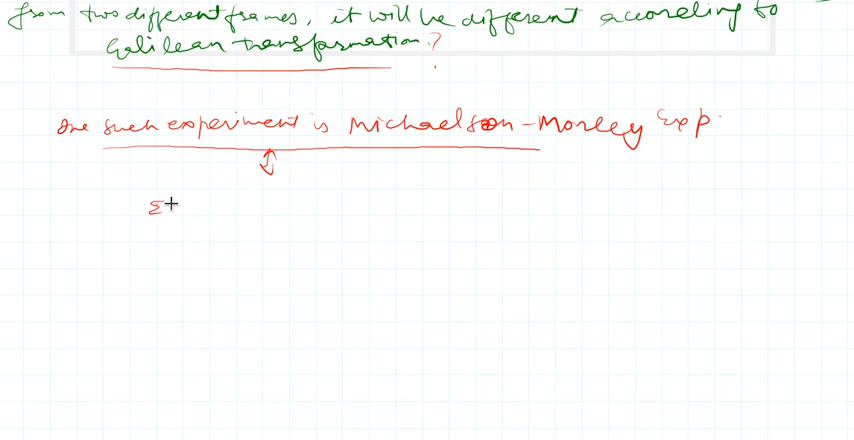 from two different frames, it will be different according to
Galilean transformation?
One such experiment is Michaelson-Morley Exp.